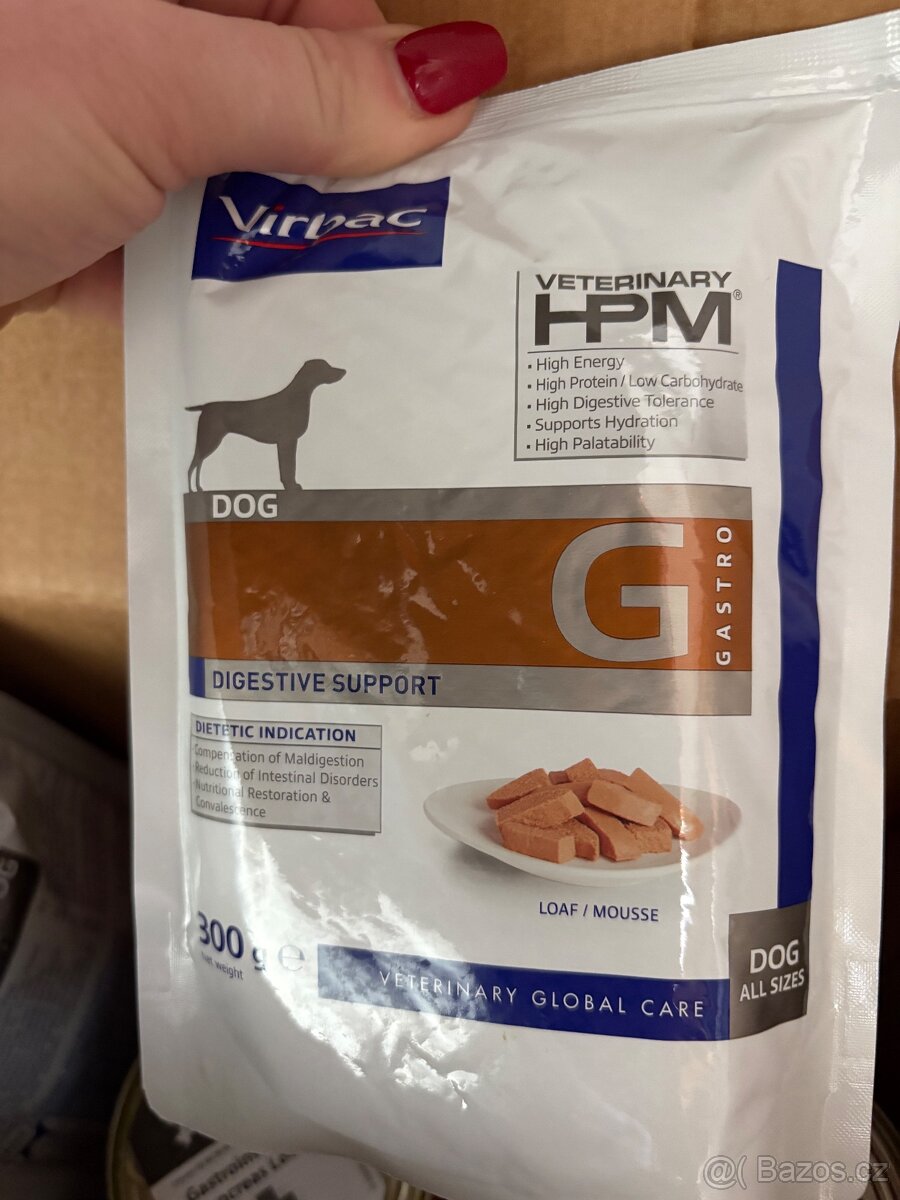 Virbac
VETERINARY
HPM®
• High Energy
• High Protein / Low Carbohydrate
• High Digestive Tolerance
• Supports Hydration
• High Palatability
DOG
G
GASTRO
DIGESTIVE SUPPORT
DIETETIC INDICATION
Compensation of Maldigestion
Reduction of Intestinal Disorders
Nutritional Restoration &
Convalescence
LOAF / MOUSSE
300 g e
net weight
VETERINARY GLOBAL CARE
DOG
ALL SIZES
@( Bazos.cz